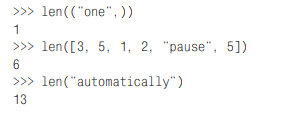 >>> len(("one",))
1
>>> len([3, 5, 1, 2, "pause", 5])
6
>>> len("automatically")
13